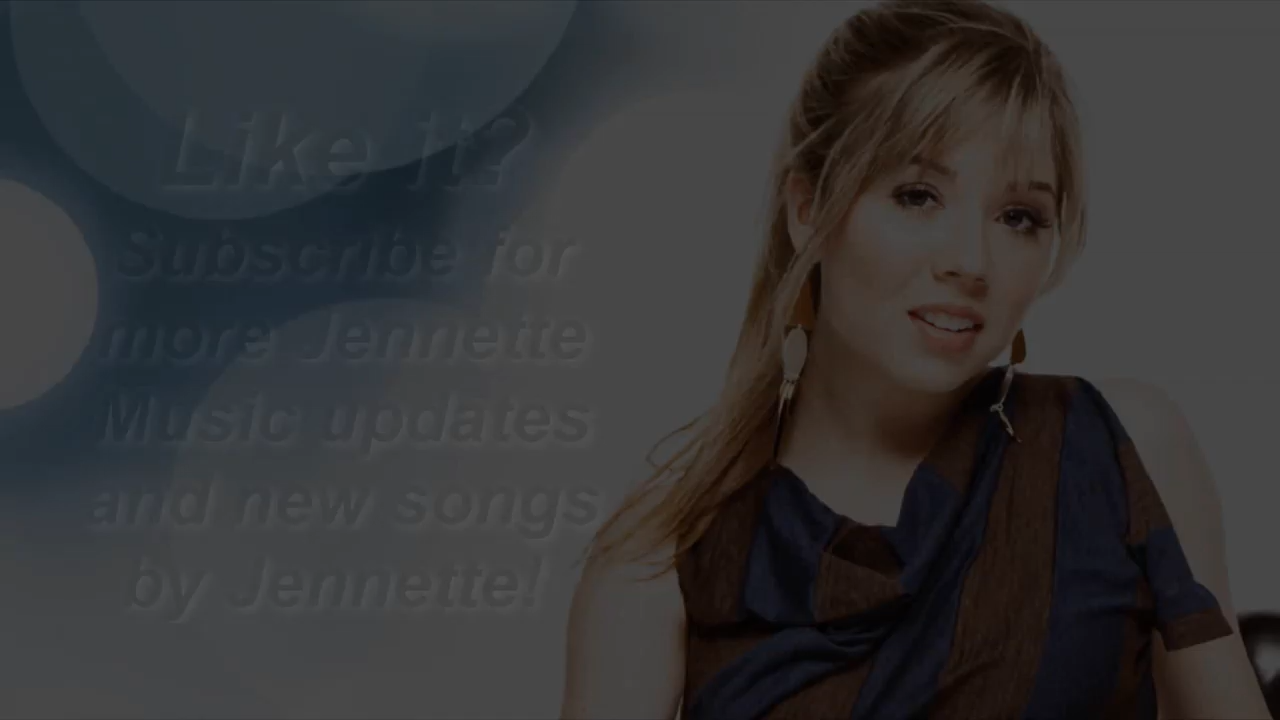 Like it?
Subscribe for
more Jennette
Music updates
and new songs
by Jennette!